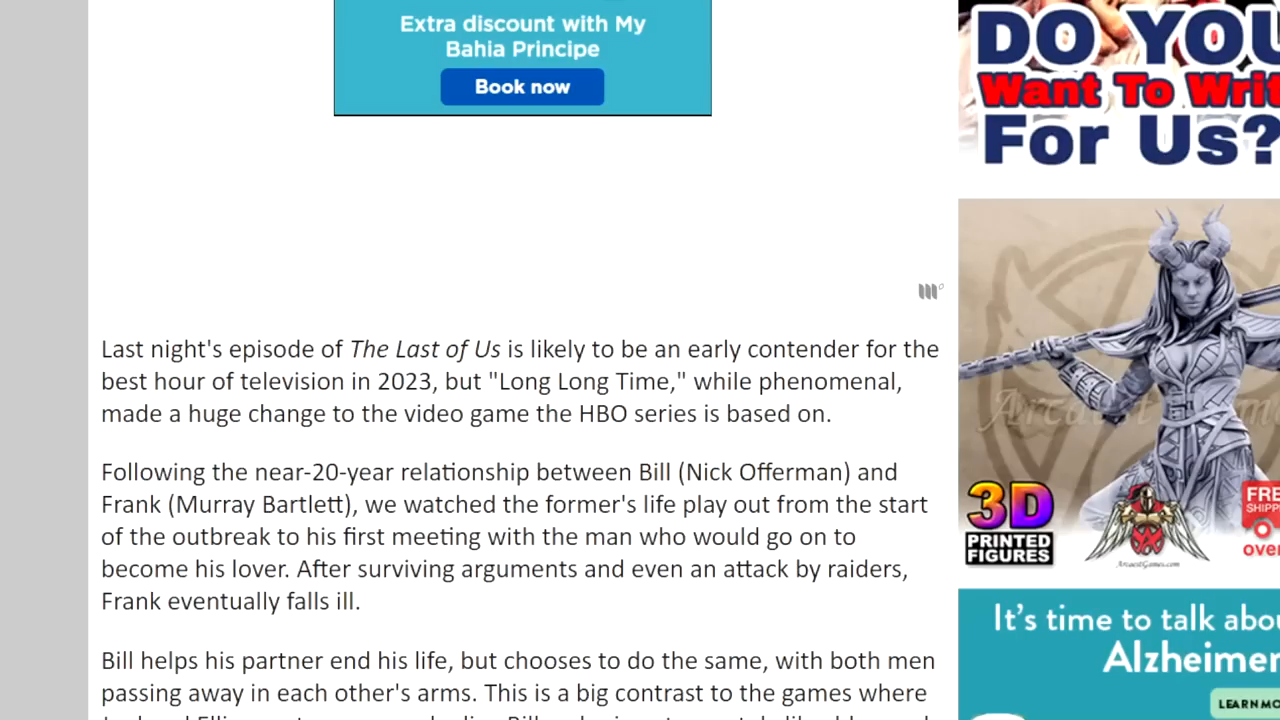 Extra discount with My
Bahia Principe
Book now
DO YOU
Want To Writ
For Us?
Last night's episode of The Last of Us is likely to be an early contender for the
best hour of television in 2023, but "Long Long Time," while phenomenal,
made a huge change to the video game the HBO series is based on.
Following the near-20-year relationship between Bill (Nick Offerman) and
Frank (Murray Bartlett), we watched the former's life play out from the start
of the outbreak to his first meeting with the man who would go on to
become his lover. After surviving arguments and even an attack by raiders,
Frank eventually falls ill.
Bill helps his partner end his life, but chooses to do the same, with both men
passing away in each other's arms. This is a big contrast to the games where
3D
PRINTED
FIGURES
ArcaestGames.com
FREE
SHIPP
over
It's time to talk abou
Alzheimer
LEARN MO